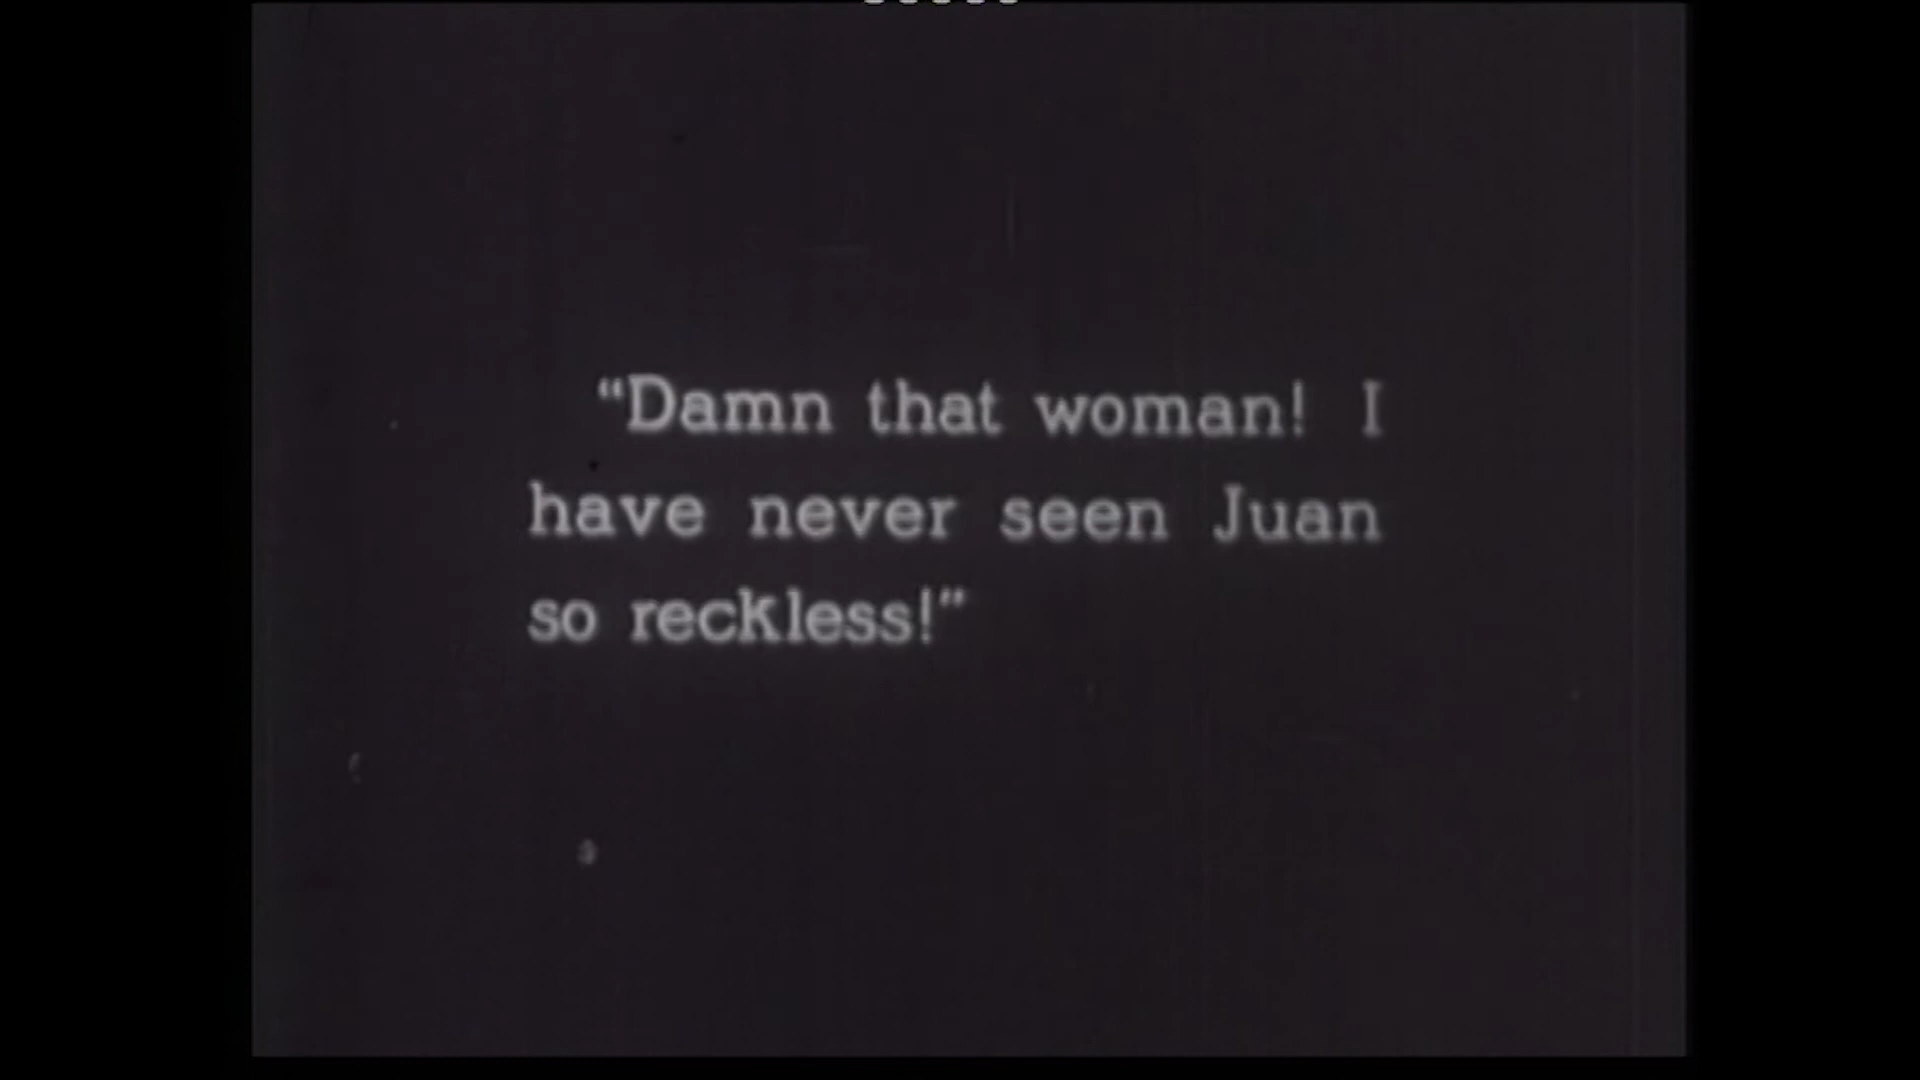 “Damn that woman! I
have never seen Juan
so reckless!”